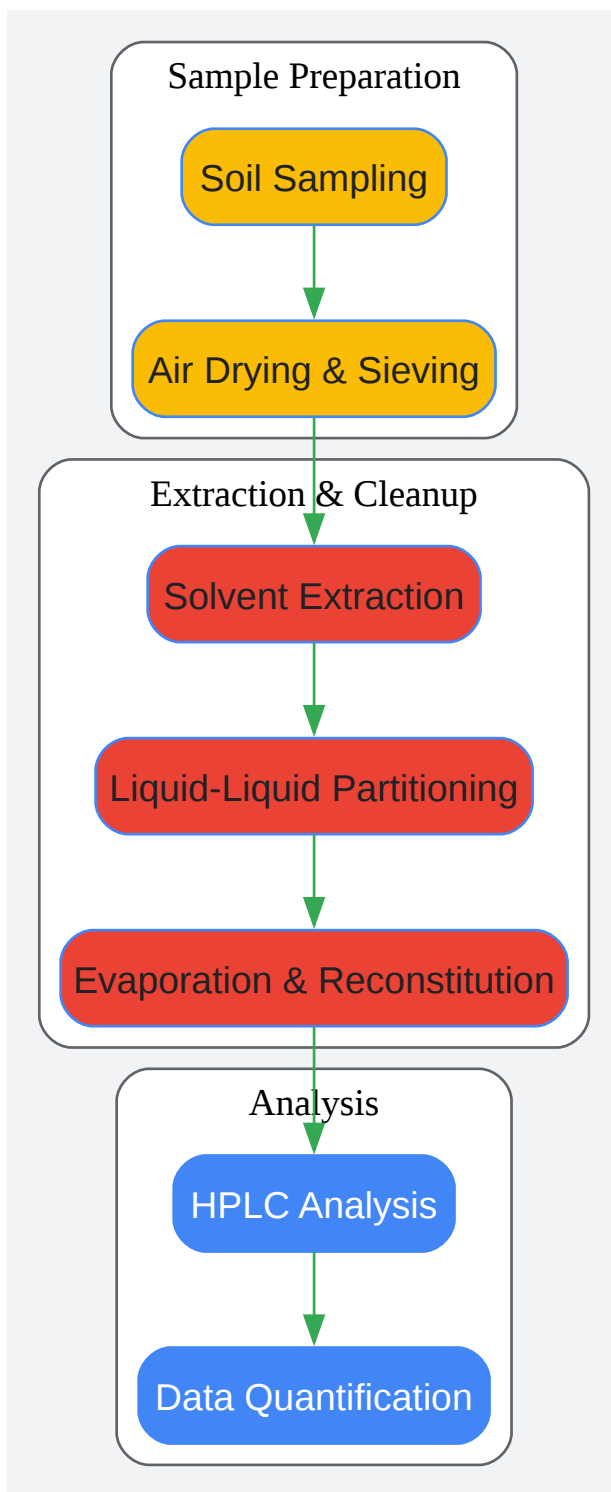 Sample Preparation
Soil Sampling
Air Drying & Sieving
Extraction & Cleanup
Solvent Extraction
Liquid-Liquid Partitioning
Evaporation & Reconstitution
Analysis
HPLC Analysis
Data Quantification